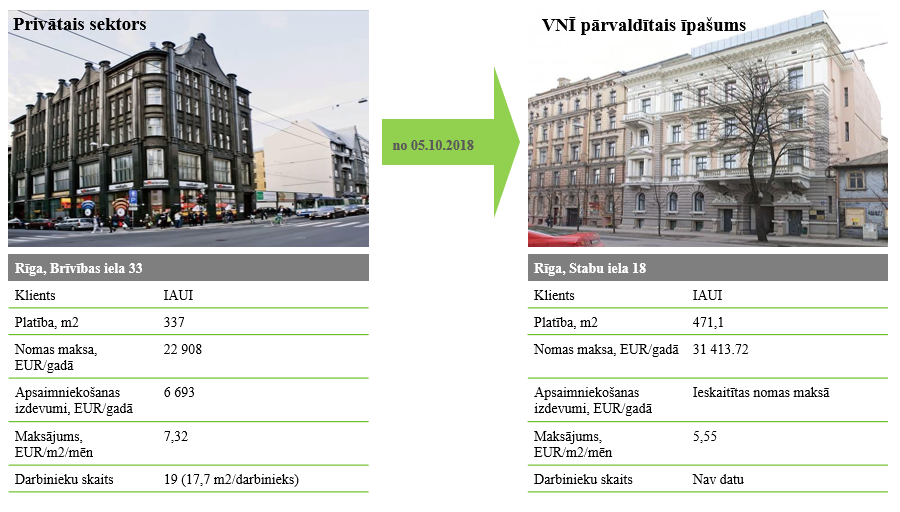 Privātais sektors
VNĪ pārvaldītais īpašums
no 05.10.2018
Rīga, Brīvības iela 33
Klients IAUI
Platība, m2 337
Nomas maksa, 22 908
EUR/gadā
Apsaimniekošanas 6 693
izdevumi, EUR/gadā
Maksājums, 7,32
EUR/m2/mēn
Darbinieku skaits 19 (17,7 m2/darbinieks)
Rīga, Stabu iela 18
Klients IAUI
Platība, m2 471,1
Nomas maksa, EUR/gadā 31 413.72
Apsaimniekošanas Ieskaitītas nomas maksā
izdevumi, EUR/gadā
Maksājums, 5,55
EUR/m2/mēn
Darbinieku skaits Nav datu